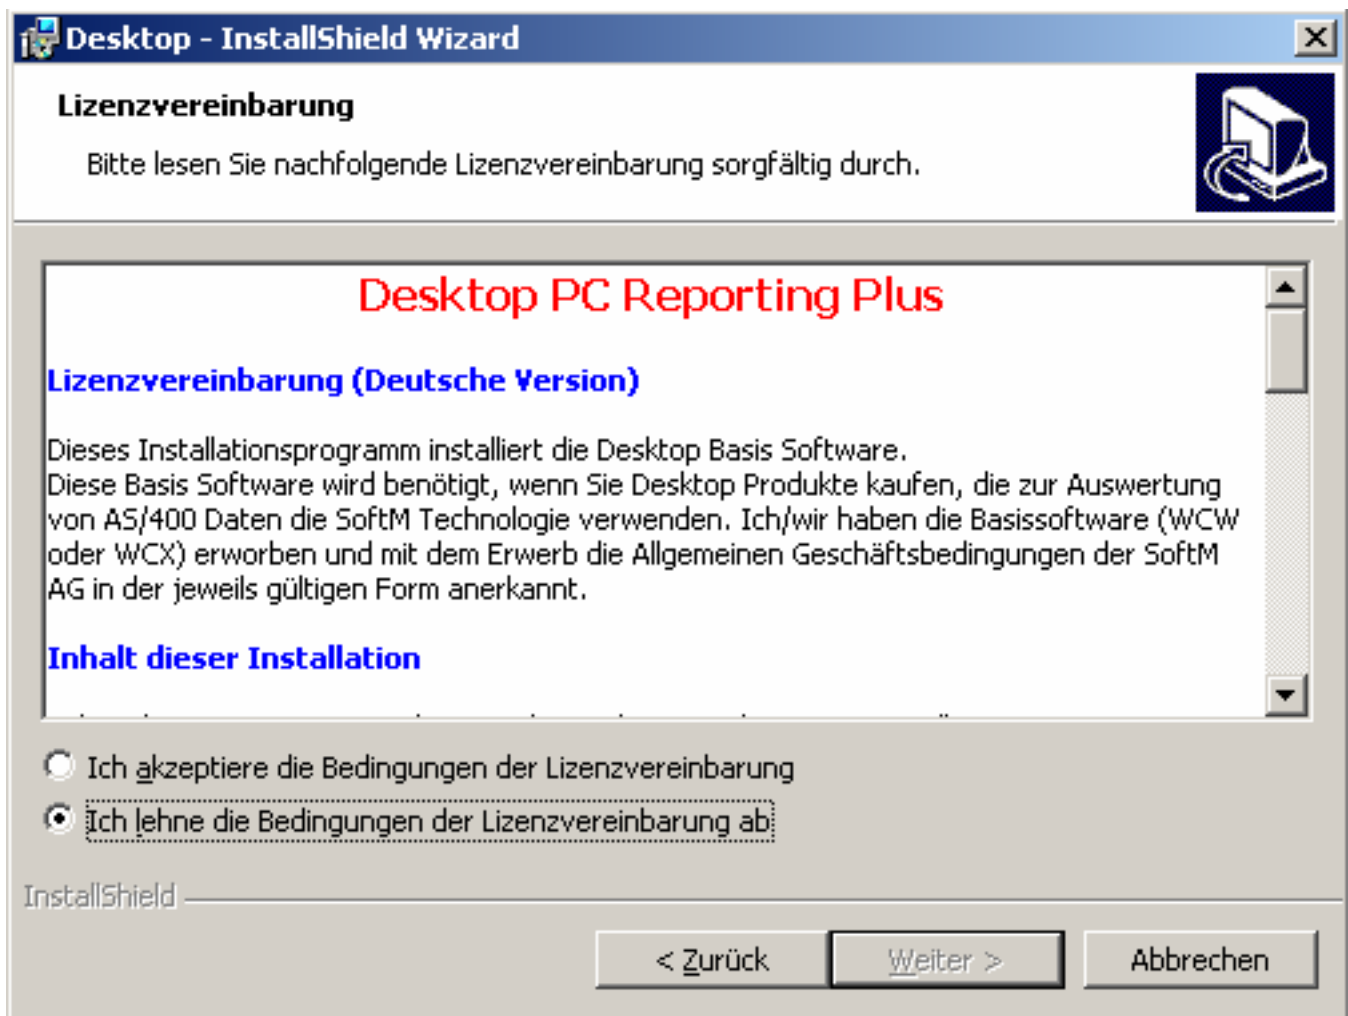 Desktop - InstallShield Wizard
Lizenzvereinbarung
Bitte lesen Sie nachfolgende Lizenzvereinbarung sorgfältig durch.
Desktop PC Reporting Plus
Lizenzvereinbarung (Deutsche Version)
Dieses Installationsprogramm installiert die Desktop Basis Software.
Diese Basis Software wird benötigt, wenn Sie Desktop Produkte kaufen, die zur Auswertung
von AS/400 Daten die SoftM Technologie verwenden. Ich/wir haben die Basissoftware (WCW
oder WCX) erworben und mit dem Erwerb die Allgemeinen Geschäftsbedingungen der SoftM
AG in der jeweils gültigen Form anerkannt.
Inhalt dieser Installation
Ich akzeptiere die Bedingungen der Lizenzvereinbarung
Ich lehne die Bedingungen der Lizenzvereinbarung ab
InstallShield
< Zurück
Weiter >
Abbrechen